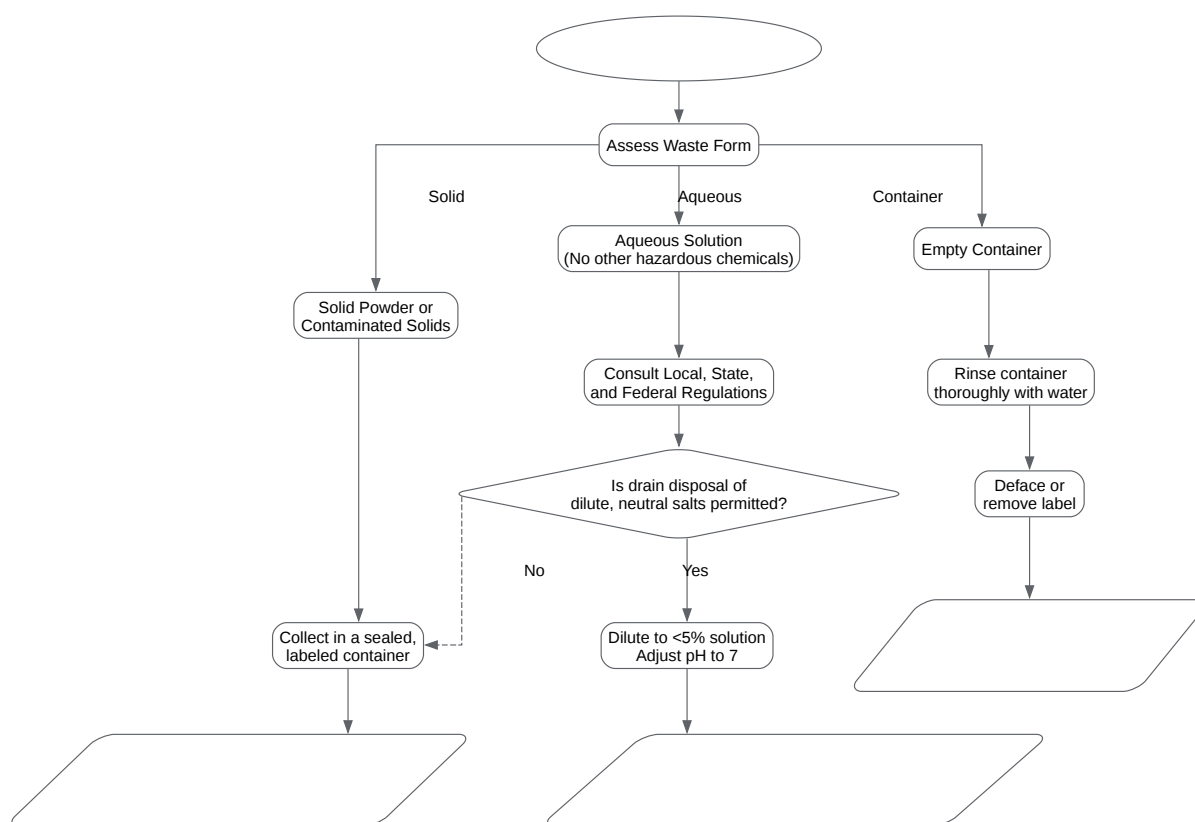 Assess Waste Form
Solid
Aqueous
Container
Aqueous Solution
(No other hazardous chemicals)
Empty Container
Solid Powder or
Contaminated Solids
Consult Local, State,
and Federal Regulations
Rinse container
thoroughly with water
Is drain disposal of
dilute, neutral salts permitted?
Deface or
remove label
No
Yes
Collect in a sealed,
labeled container
Dilute to <5% solution
Adjust pH to 7